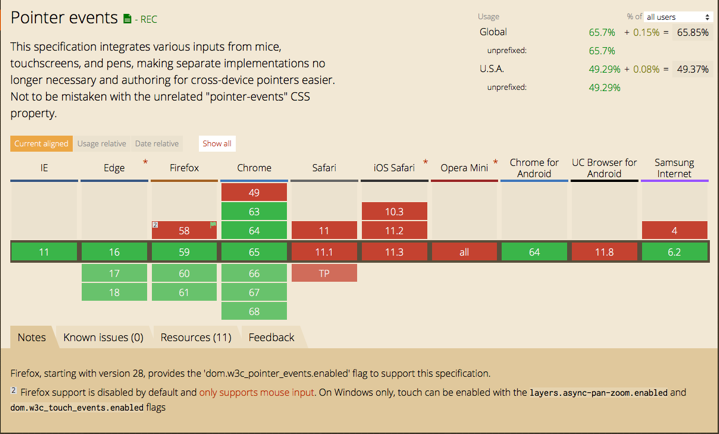 Pointer events - REC
Usage % of all users
Global 65.7% + 0.15% = 65.85%
unprefixed: 65.7%
U.S.A. 49.29% + 0.08% = 49.37%
unprefixed: 49.29%
This specification integrates various inputs from mice,
touchscreens, and pens, making separate implementations no
longer necessary and authoring for cross-device pointers easier.
Not to be mistaken with the unrelated "pointer-events" CSS
property.
Current aligned Usage relative Date relative Show all
IE Edge * Firefox Chrome Safari iOS Safari * Opera Mini * Chrome for Android UC Browser for Android Samsung Internet
49
63 10.3
2 58 64 11 11.2 4
11 16 59 65 11.1 11.3 all 64 11.8 6.2
17 60 66 TP
18 61 67
68
Notes Known issues (0) Resources (11) Feedback
Firefox, starting with version 28, provides the 'dom.w3c_pointer_events.enabled' flag to support this specification.
2 Firefox support is disabled by default and only supports mouse input. On Windows only, touch can be enabled with the layers.async-pan-zoom.enabled and
dom.w3c_touch_events.enabled flags